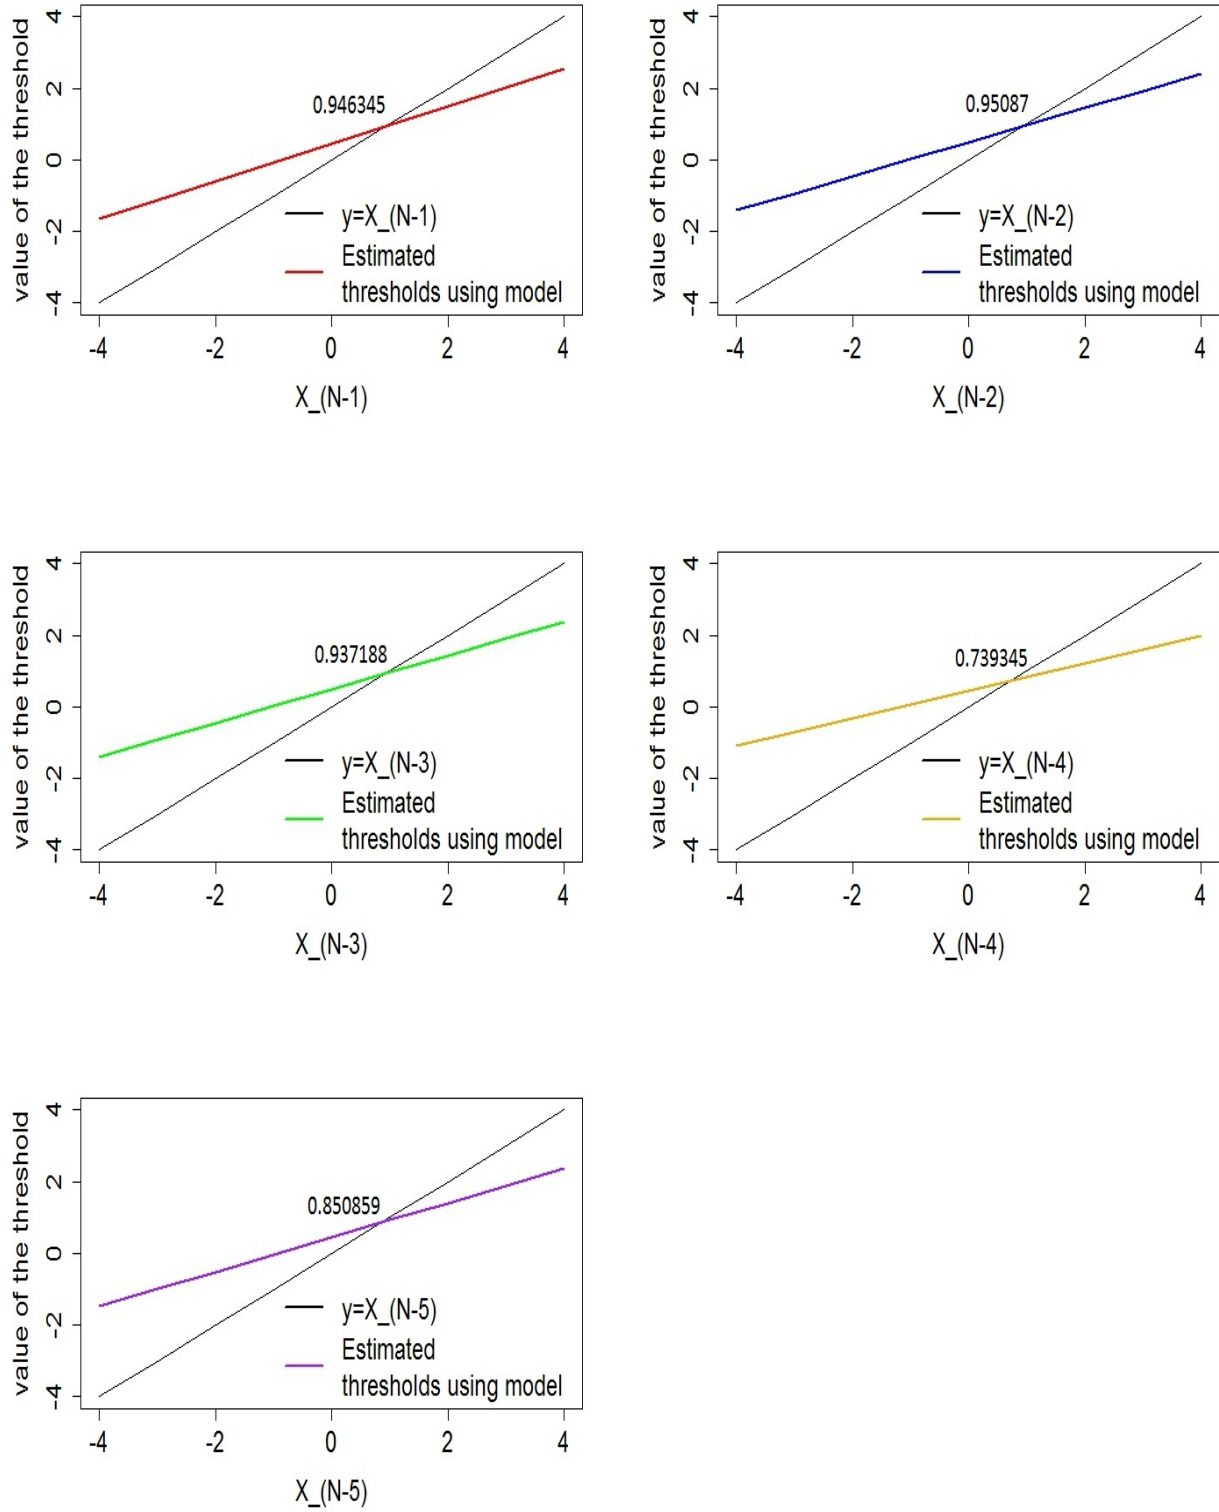 value of the threshold
4
2
0
-2
-4
0.946345
y=X_(N-1)
Estimated
thresholds using model
-4 -2 0 2 4
X_(N-1)
value of the threshold
4
2
0
-2
-4
0.95087
y=X_(N-2)
Estimated
thresholds using model
-4 -2 0 2 4
X_(N-2)
value of the threshold
4
2
0
-2
-4
0.937188
y=X_(N-3)
Estimated
thresholds using model
-4 -2 0 2 4
X_(N-3)
value of the threshold
4
2
0
-2
-4
0.739345
y=X_(N-4)
Estimated
thresholds using model
-4 -2 0 2 4
X_(N-4)
value of the threshold
4
2
0
-2
-4
0.850859
y=X_(N-5)
Estimated
thresholds using model
-4 -2 0 2 4
X_(N-5)